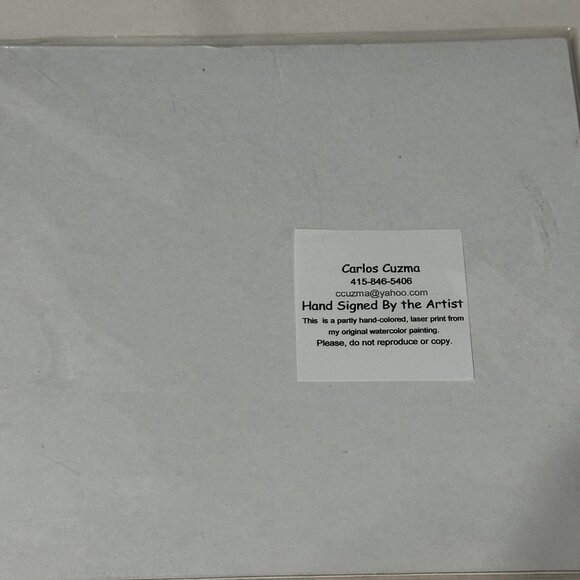 Carlos Cuzma
415-846-5406
ccuzma@yahoo.com
Hand Signed By the Artist
This is a partly hand-colored, laser print from
my original watercolor painting.
Please, do not reproduce or copy.